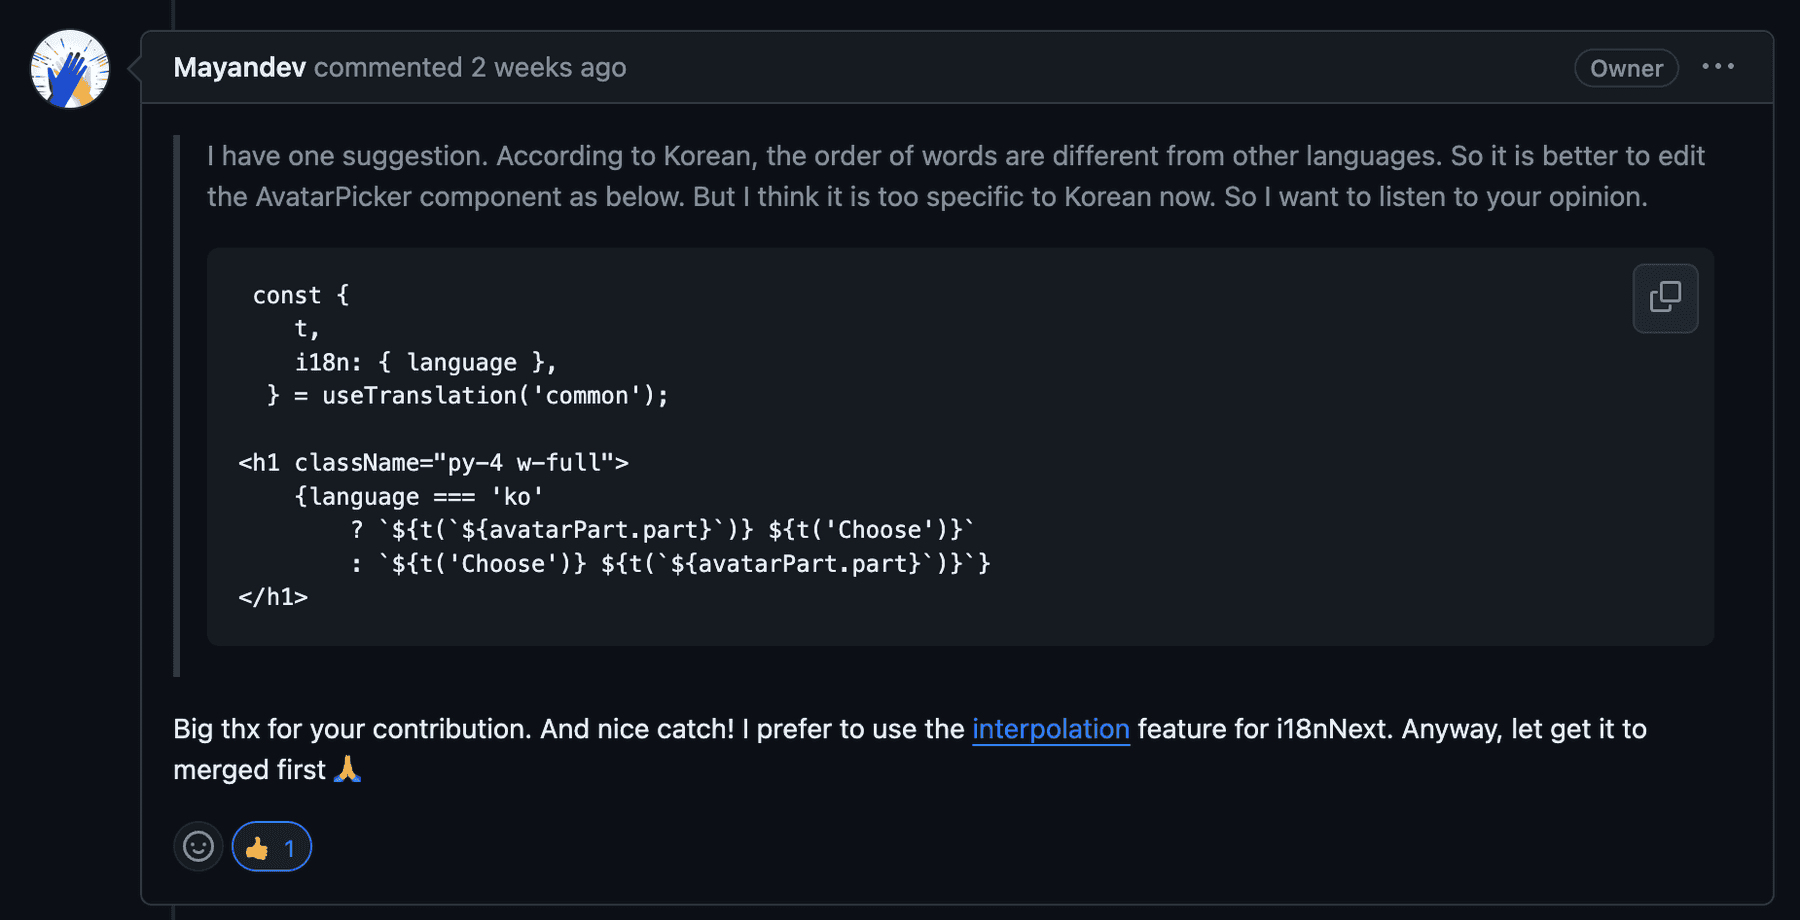 Mayandev commented 2 weeks ago
Owner
I have one suggestion. According to Korean, the order of words are different from other languages. So it is better to edit
the AvatarPicker component as below. But I think it is too specific to Korean now. So I want to listen to your opinion.
const {
t,
i18n: { language },
} = useTranslation('common');
<h1 className="py-4 w-full">
{language === 'ko'
? `${t(`${avatarPart.part}`)} ${t('Choose')}`
: `${t('Choose')} ${t(`${avatarPart.part}`)}`}
</h1>
Big thx for your contribution. And nice catch! I prefer to use the interpolation feature for i18nNext. Anyway, let get it to
merged first 🙏
👍 1